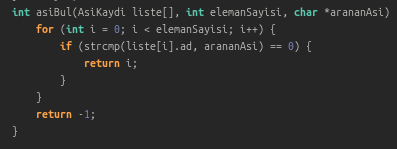 int asiBul(AsiKaydi liste[], int elemanSayisi, char *arananAsi)
for (int i = 0; i < elemanSayisi; i++) {
if (strcmp(liste[i].ad, arananAsi) == 0) {
return i;
}
}
return -1;
}